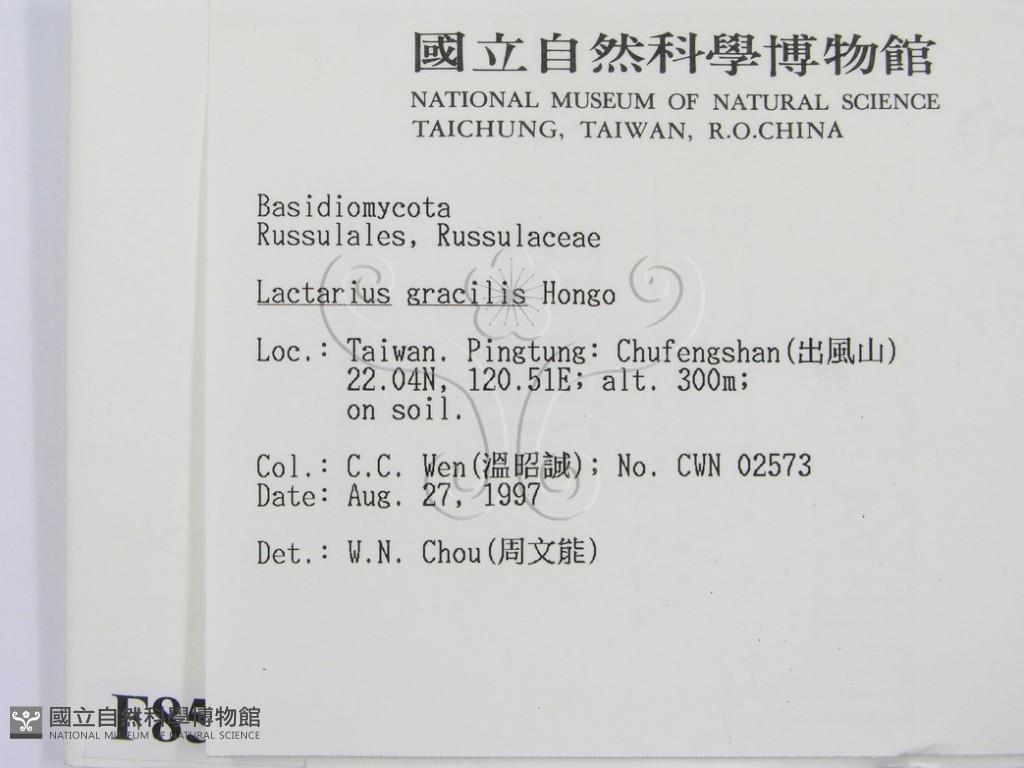 國立自然科學博物館
NATIONAL MUSEUM OF NATURAL SCIENCE
TAICHUNG, TAIWAN, R.O.CHINA
Basidiomycota
Russulales, Russulaceae
Lactarius gracilis Hongo
Loc.: Taiwan. Pingtung: Chufengshan(出風山)
22.04N, 120.51E; alt. 300m;
on soil.
Col.: C.C. Wen(溫昭誠); No. CWN 02573
Date: Aug. 27, 1997
Det.: W.N. Chou(周文能)
F85
國立自然科學博物館
NATIONAL MUSEUM OF NATURAL SCIENCE